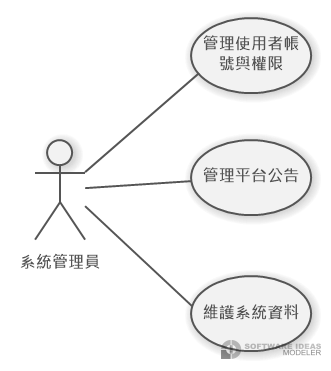 管理使用者帳
號與權限
管理平台公告
系統管理員
維護系統資料
SOFTWARE IDEAS
MODELER